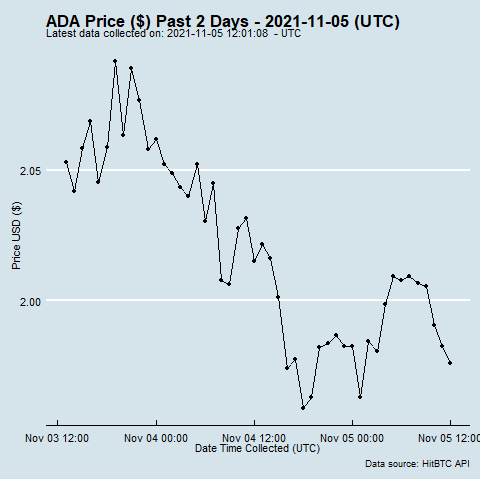 ADA Price ($) Past 2 Days - 2021-11-05 (UTC)
Latest data collected on: 2021-11-05 12:01:08  - UTC
2.05
Price USD ($)
2.00
Nov 03 12:00 Nov 04 00:00 Nov 04 12:00 Nov 05 00:00 Nov 05 12:00
Date Time Collected (UTC)
Data source: HitBTC API